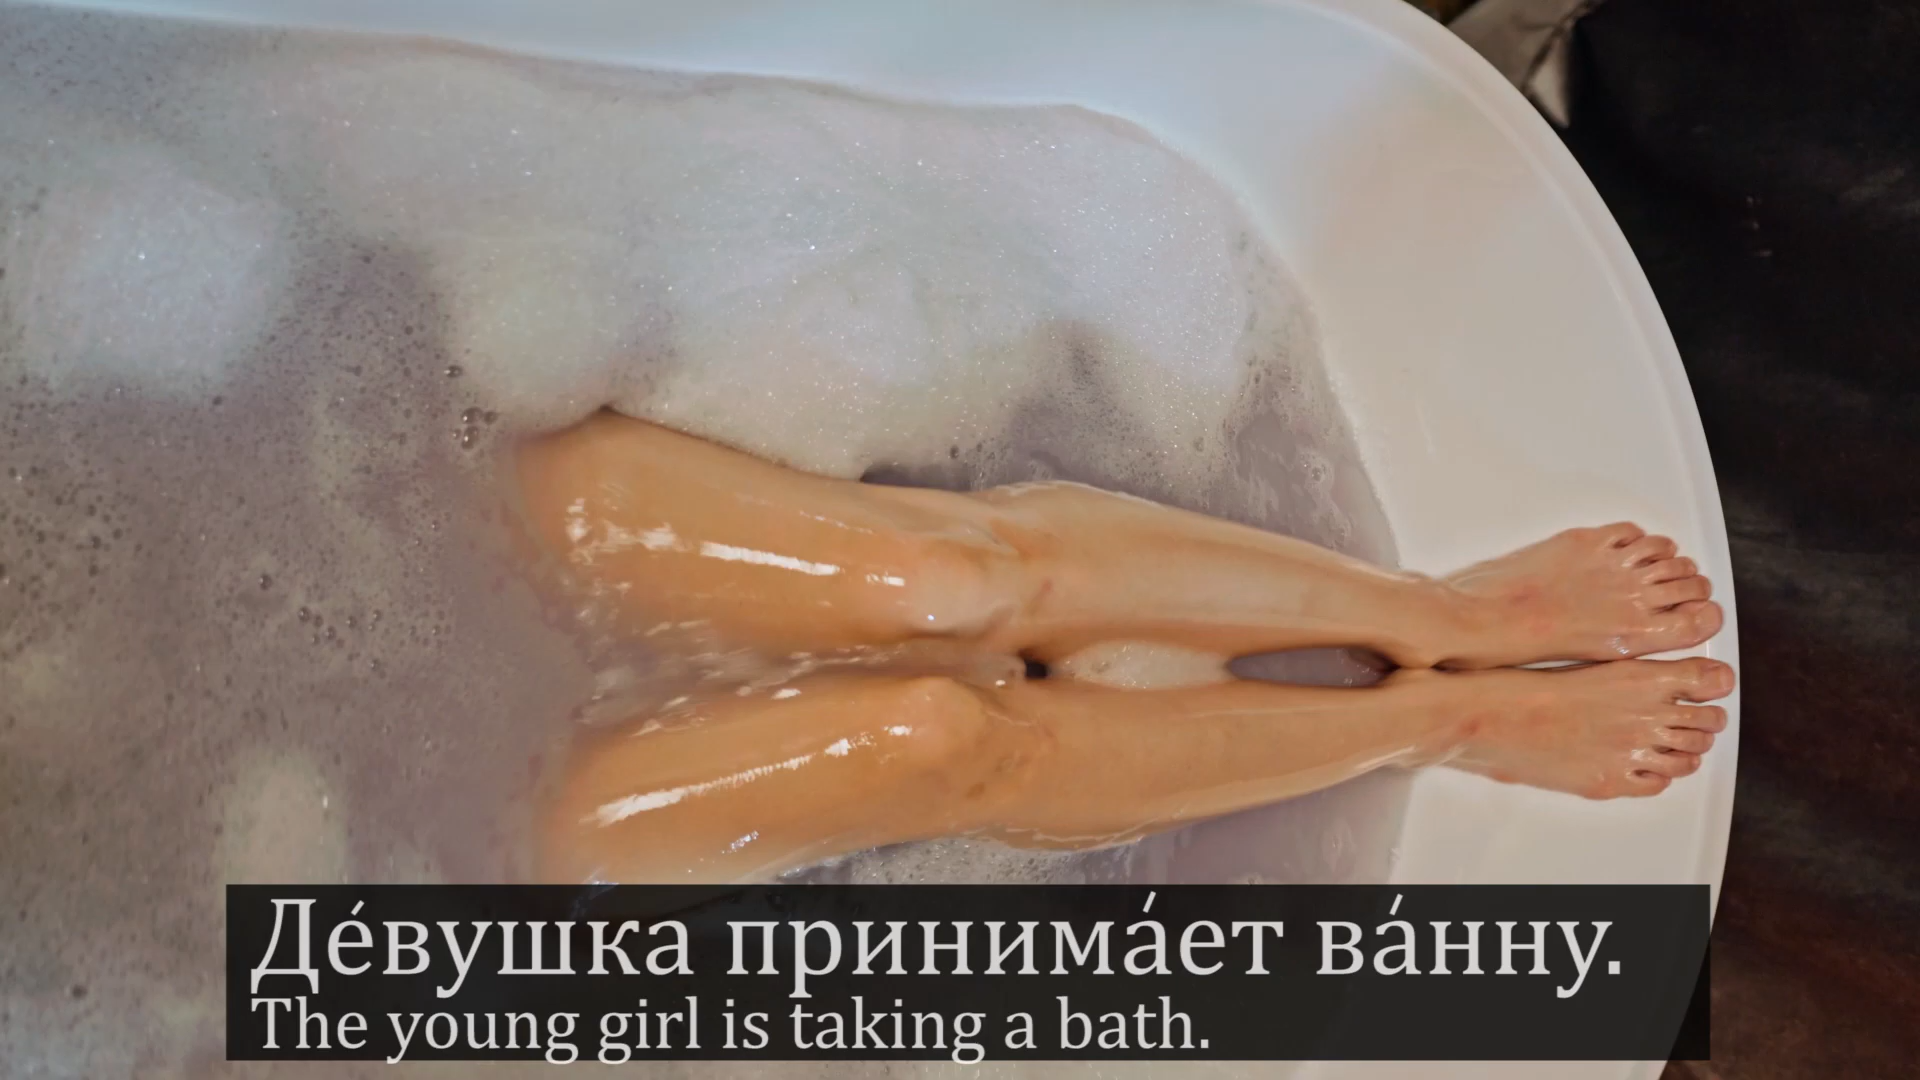 Де́вушка принима́ет ва́нну.
The young girl is taking a bath.